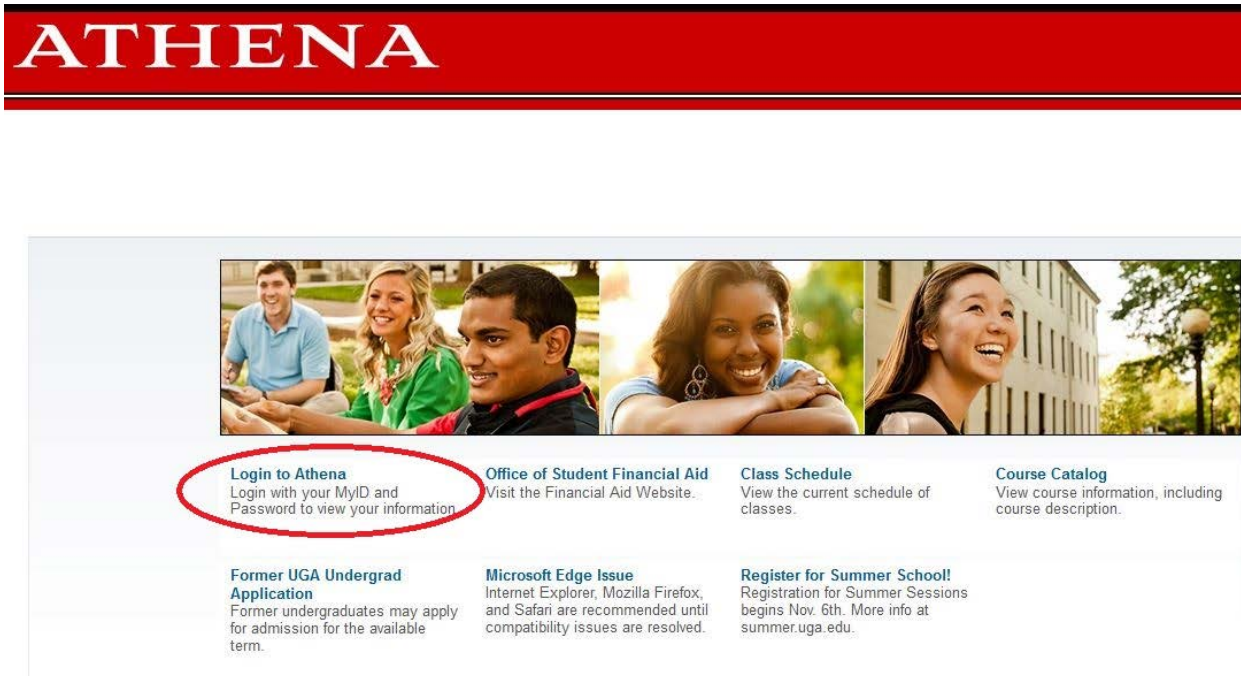 ATHENA
Login to Athena
Login with your MyID and
Password to view your information.
Office of Student Financial Aid
Visit the Financial Aid Website.
Class Schedule
View the current schedule of
classes.
Course Catalog
View course information, including
course description.
Former UGA Undergrad
Application
Former undergraduates may apply
for admission for the available
term.
Microsoft Edge Issue
Internet Explorer, Mozilla Firefox,
and Safari are recommended until
compatibility issues are resolved.
Register for Summer School!
Registration for Summer Sessions
begins Nov. 6th. More info at
summer.uga.edu.